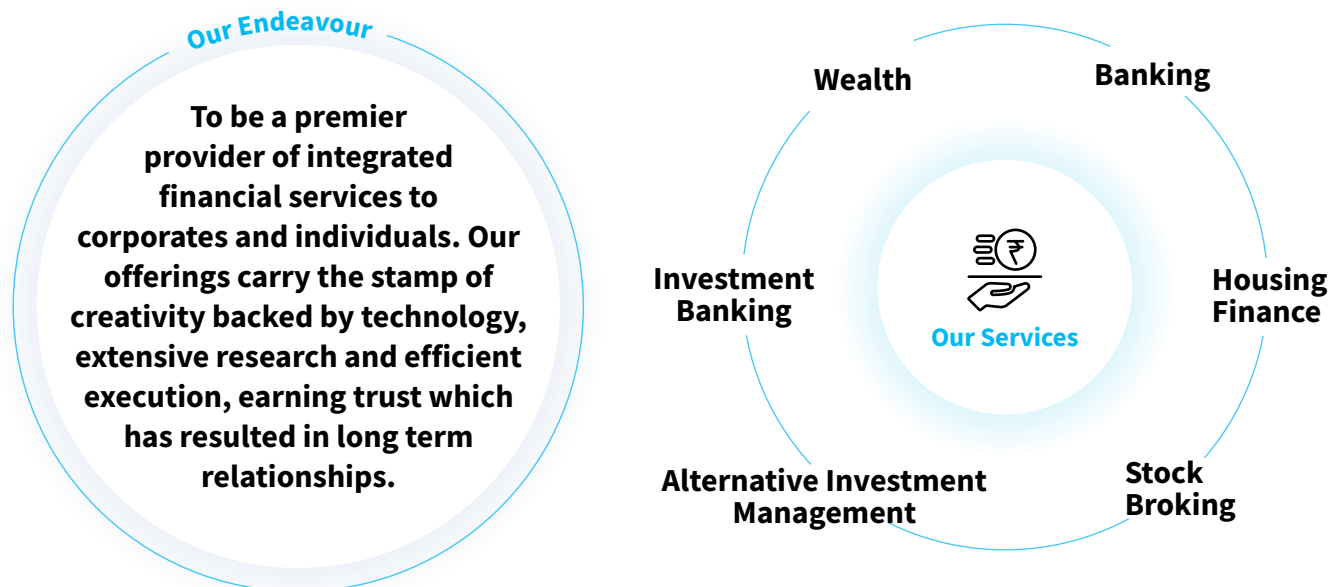 Our Endeavour
To be a premier
provider of integrated
financial services to
corporates and individuals. Our
offerings carry the stamp of
creativity backed by technology,
extensive research and efficient
execution, earning trust which
has resulted in long term
relationships.
Wealth
Banking
Investment
Banking
₹
Our Services
Housing
Finance
Alternative Investment
Management
Stock
Broking